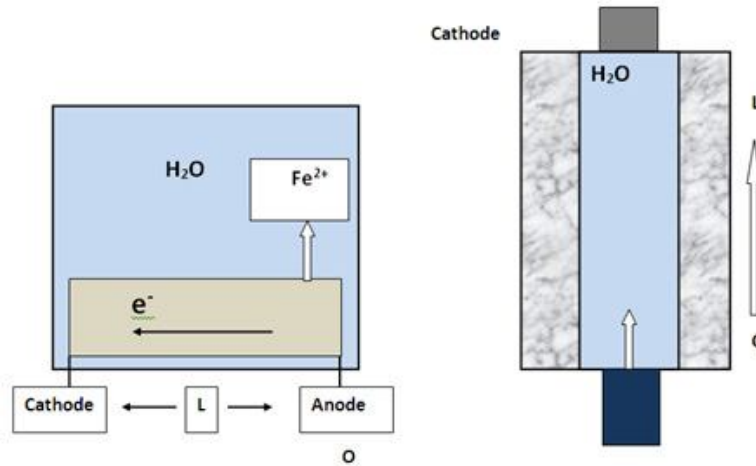 H₂O
Fe²⁺
e⁻
Cathode
L
Anode
O
Cathode
H₂O